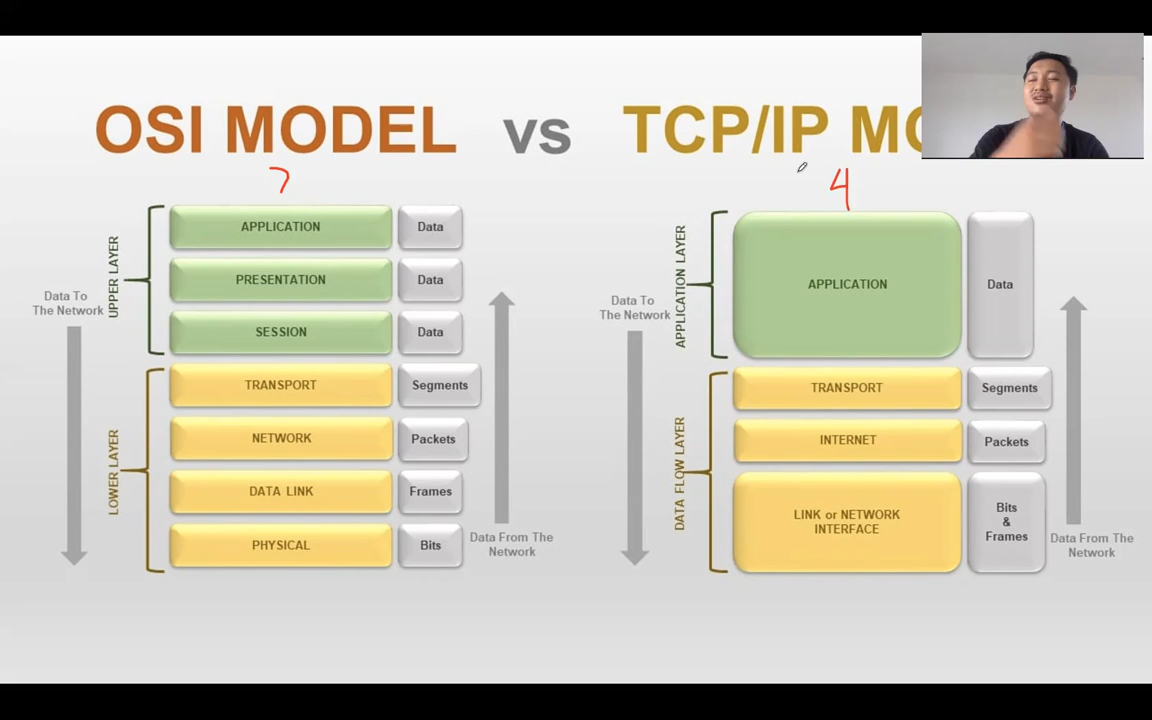 OSI MODEL vs TCP/IP
7
4
UPPER LAYER
APPLICATION Data
PRESENTATION Data
SESSION Data
Data To
The Network
LOWER LAYER
TRANSPORT Segments
NETWORK Packets
DATA LINK Frames
PHYSICAL Bits
Data From The
Network
APPLICATION LAYER
APPLICATION Data
Data To
The Network
DATA FLOW LAYER
TRANSPORT Segments
INTERNET Packets
LINK or NETWORK
INTERFACE
Bits
&
Frames
Data From The
Network